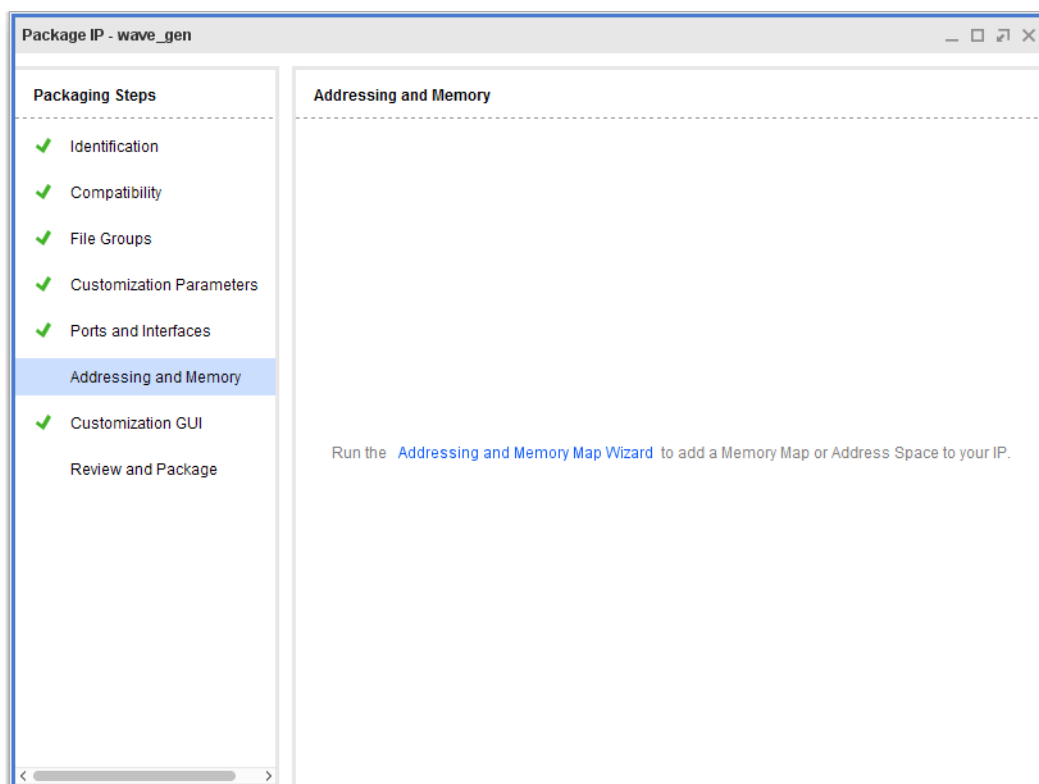 Package IP - wave_gen
Packaging Steps
Identification
Compatibility
File Groups
Customization Parameters
Ports and Interfaces
Addressing and Memory
Customization GUI
Review and Package
Addressing and Memory
Run the Addressing and Memory Map Wizard to add a Memory Map or Address Space to your IP.